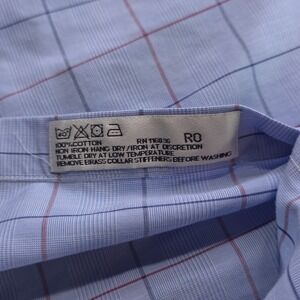 100% COTTON RN 116836 RO
NON IRON HANG DRY/IRON AT DISCRETION
TUMBLE DRY AT LOW TEMPERATURE
REMOVE BRASS COLLAR STIFFENERS BEFORE WASHING